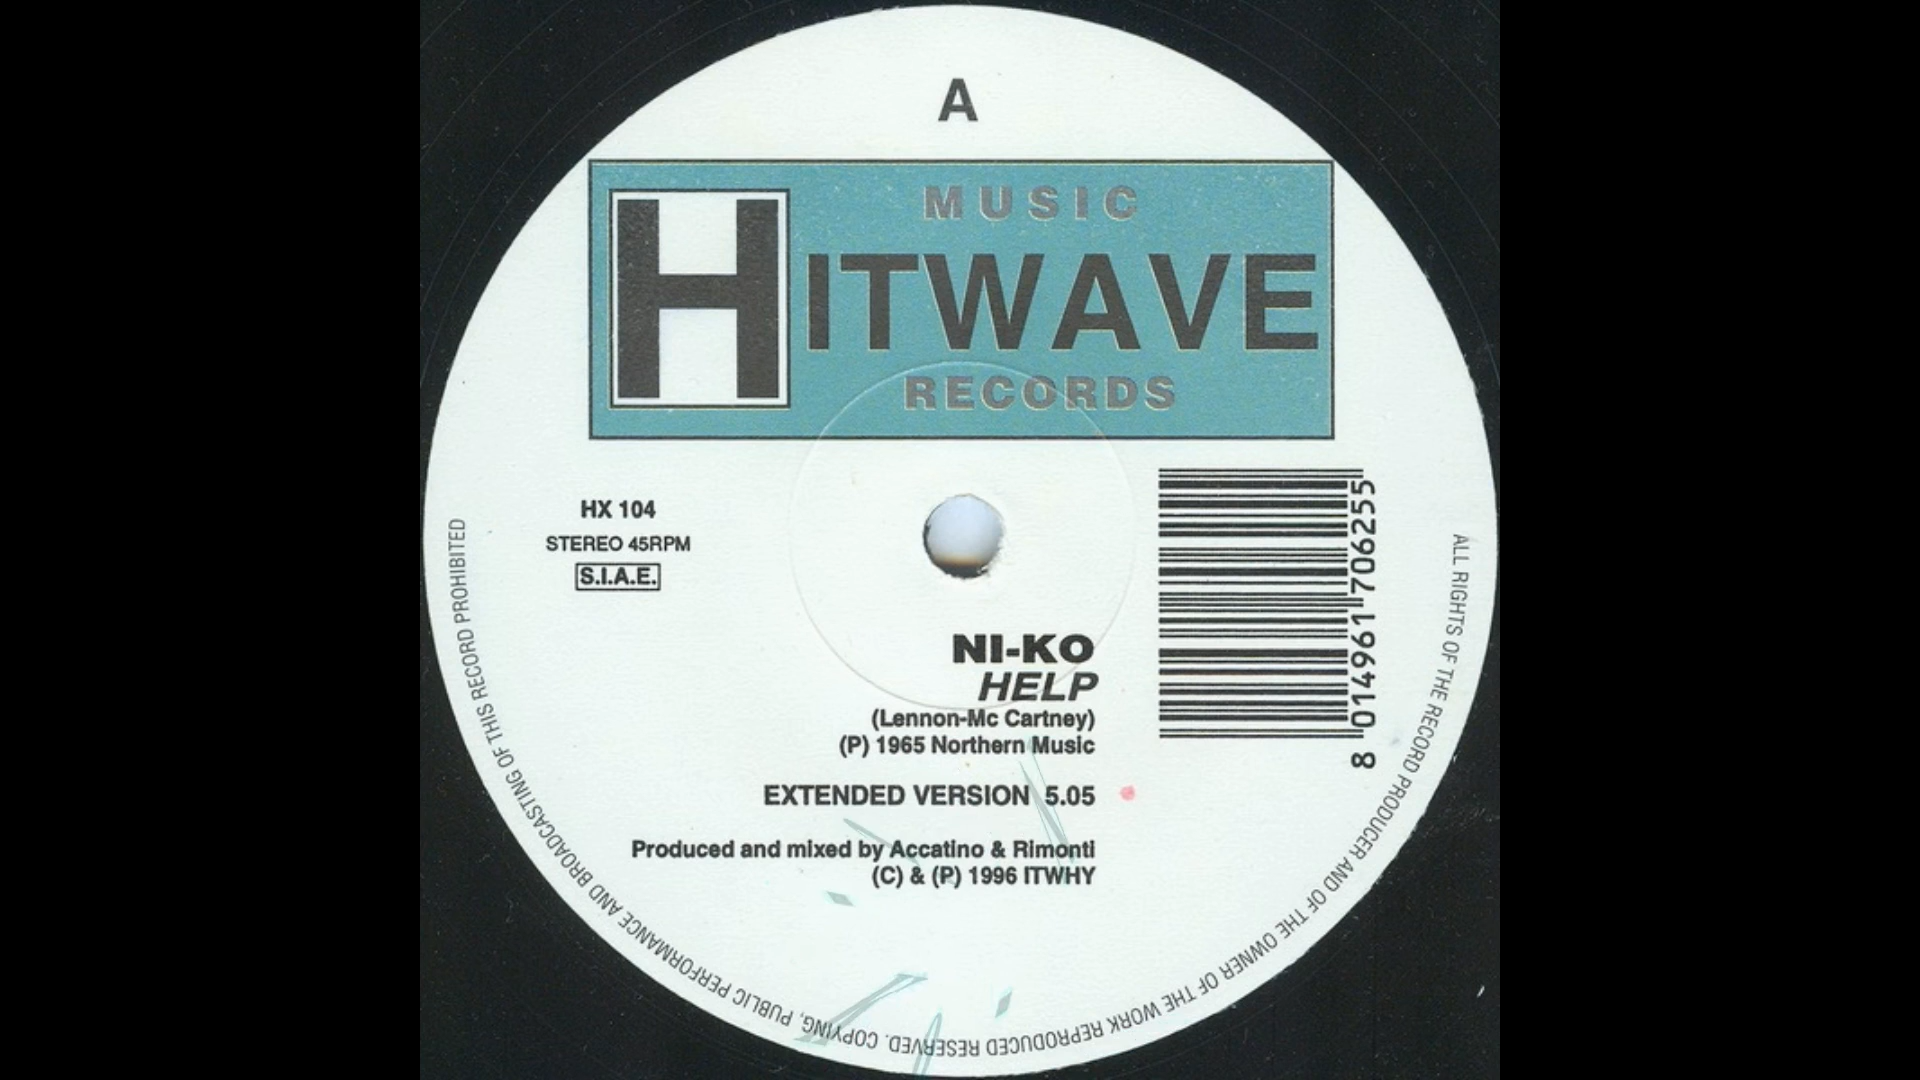 A
MUSIC
HITWAVE
RECORDS
HX 104
STEREO 45RPM
S.I.A.E.
8 014961 706255
NI-KO
HELP
(Lennon-Mc Cartney)
(P) 1965 Northern Music
EXTENDED VERSION 5.05
Produced and mixed by Accatino & Rimonti
(C) & (P) 1996 ITWHY
ALL RIGHTS OF THE RECORD PRODUCER AND OF THE OWNER OF THE WORK REPRODUCED RESERVED. COPYING, PUBLIC PERFORMANCE AND BROADCASTING OF THIS RECORD PROHIBITED